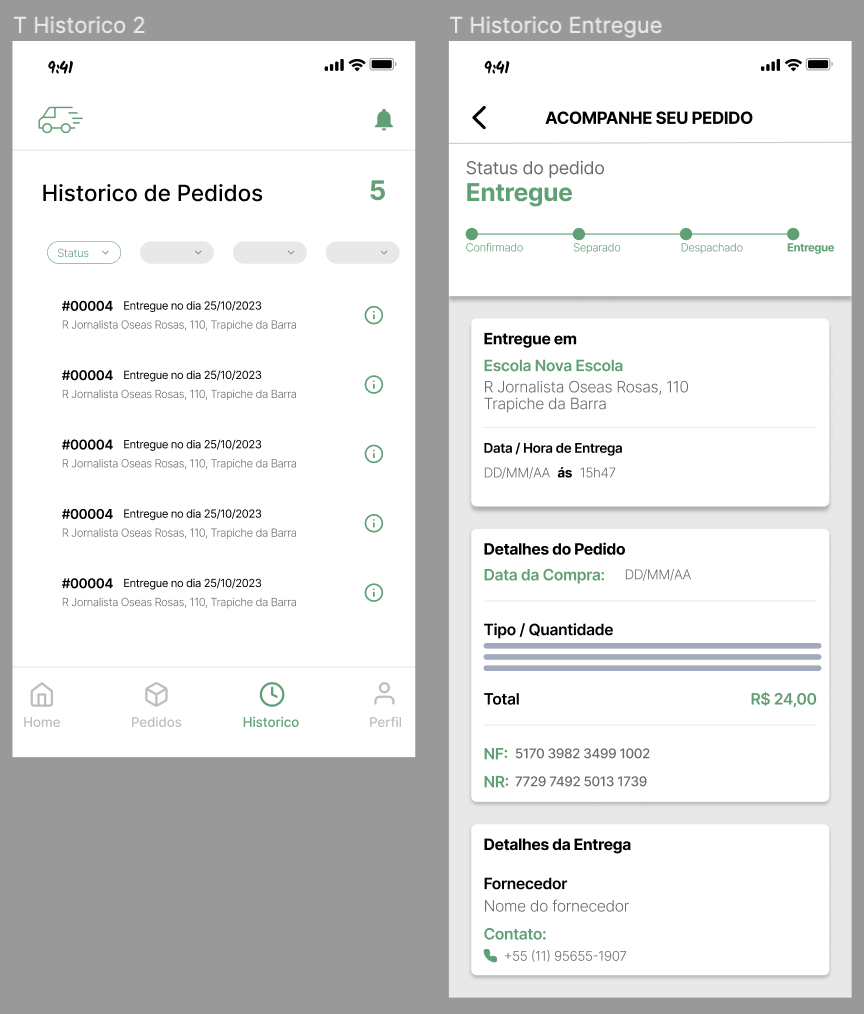 T Historico 2
9:41
Historico de Pedidos 5
Status
#00004 Entregue no dia 25/10/2023
R Jornalista Oseas Rosas, 110, Trapiche da Barra
#00004 Entregue no dia 25/10/2023
R Jornalista Oseas Rosas, 110, Trapiche da Barra
#00004 Entregue no dia 25/10/2023
R Jornalista Oseas Rosas, 110, Trapiche da Barra
#00004 Entregue no dia 25/10/2023
R Jornalista Oseas Rosas, 110, Trapiche da Barra
#00004 Entregue no dia 25/10/2023
R Jornalista Oseas Rosas, 110, Trapiche da Barra
Home Pedidos Historico Perfil
T Historico Entregue
9:41
ACOMPANHE SEU PEDIDO
Status do pedido
Entregue
Confirmado Separado Despachado Entregue
Entregue em
Escola Nova Escola
R Jornalista Oseas Rosas, 110
Trapiche da Barra
Data / Hora de Entrega
DD/MM/AA ás 15h47
Detalhes do Pedido
Data da Compra: DD/MM/AA
Tipo / Quantidade
Total R$ 24,00
NF: 5170 3982 3499 1002
NR: 7729 7492 5013 1739
Detalhes da Entrega
Fornecedor
Nome do fornecedor
Contato:
+55 (11) 95655-1907